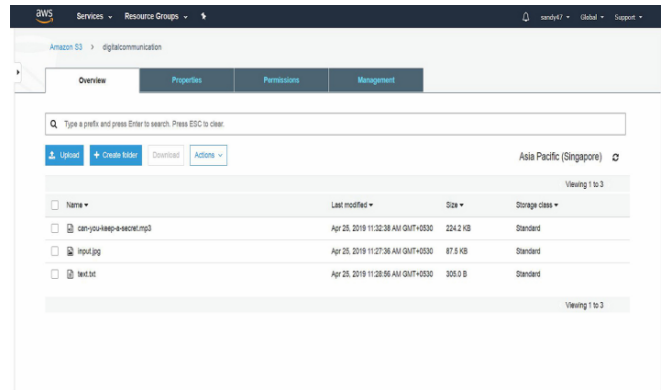 aws Services Resource Groups sandy47 Global Support
Amazon S3 > digitalcommunication
Overview Properties Permissions Management
Type a prefix and press Enter to search. Press ESC to clear.
Upload + Create folder Download Actions Asia Pacific (Singapore)
Viewing 1 to 3
Name Last modified Size Storage class
can-you-keep-a-secret.mp3 Apr 25, 2019 11:32:38 AM GMT+0530 224.2 KB Standard
input.jpg Apr 25, 2019 11:27:36 AM GMT+0530 87.5 KB Standard
text.txt Apr 25, 2019 11:28:56 AM GMT+0530 305.0 B Standard
Viewing 1 to 3